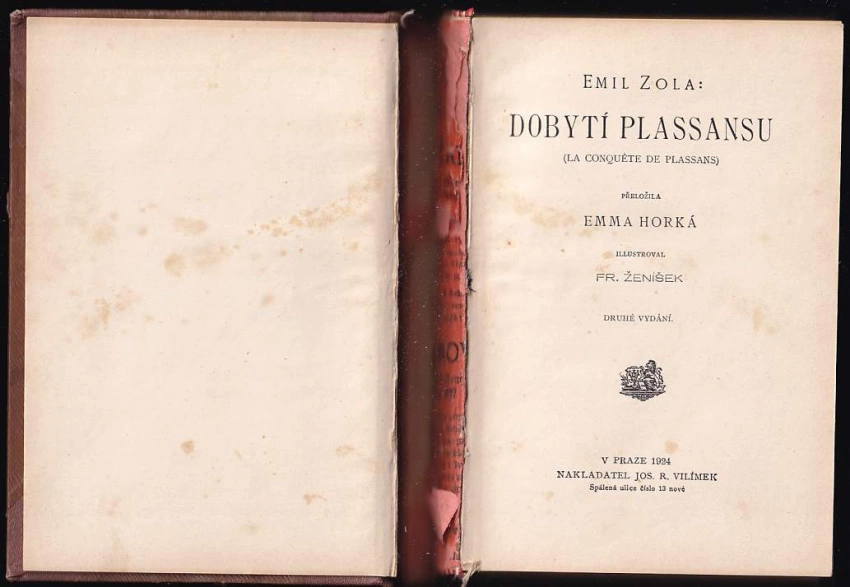 EMIL ZOLA:
DOBYTÍ PLASSANSU
(LA CONQUÊTE DE PLASSANS)
PŘELOŽILA
EMMA HORKÁ
ILLUSTROVAL
FR. ŽENÍŠEK
DRUHÉ VYDÁNÍ.
V PRAZE 1924
NAKLADATEL JOS. R. VILÍMEK
Spálená ulice číslo 13 nové